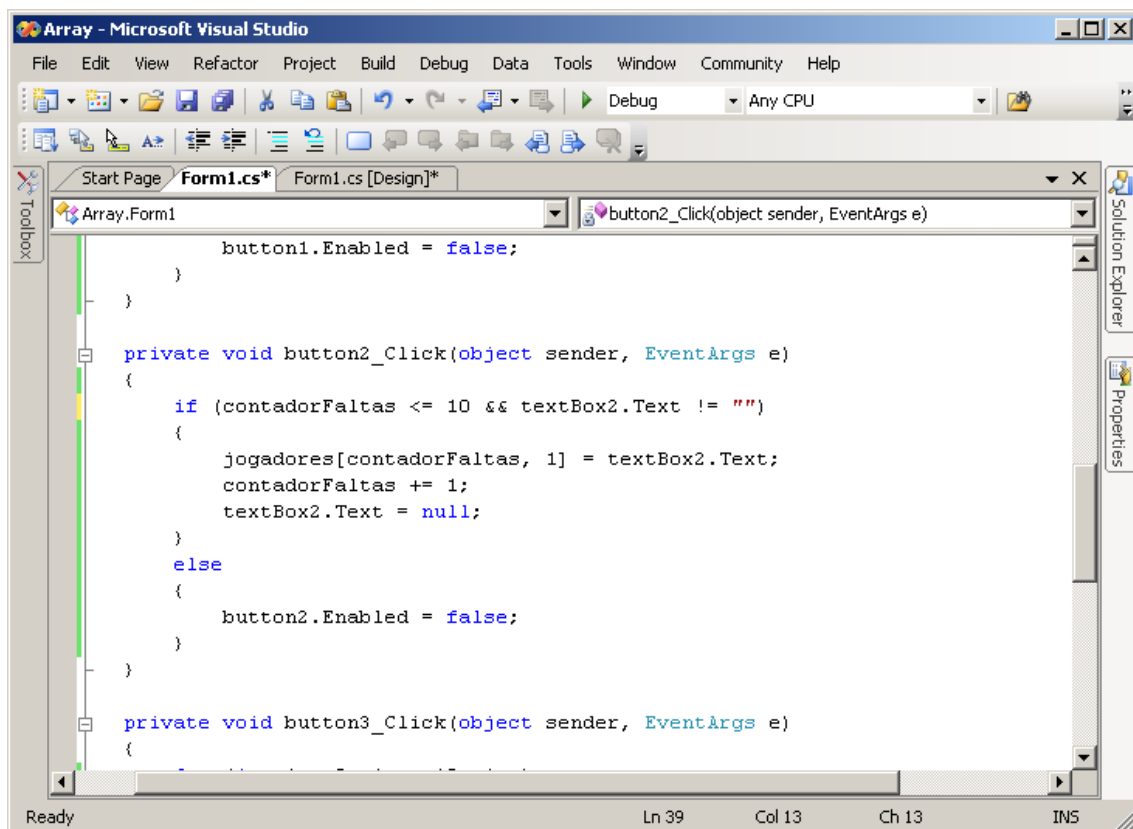 Array - Microsoft Visual Studio
File Edit View Refactor Project Build Debug Data Tools Window Community Help
Debug Any CPU
Start Page Form1.cs* Form1.cs [Design]*
Array.Form1 button2_Click(object sender, EventArgs e)
Toolbox
button1.Enabled = false;
}
}
private void button2_Click(object sender, EventArgs e)
{
if (contadorFaltas <= 10 && textBox2.Text != "")
{
jogadores[contadorFaltas, 1] = textBox2.Text;
contadorFaltas += 1;
textBox2.Text = null;
}
else
{
button2.Enabled = false;
}
}
private void button3_Click(object sender, EventArgs e)
{
Solution Explorer
Properties
Ready Ln 39 Col 13 Ch 13 INS